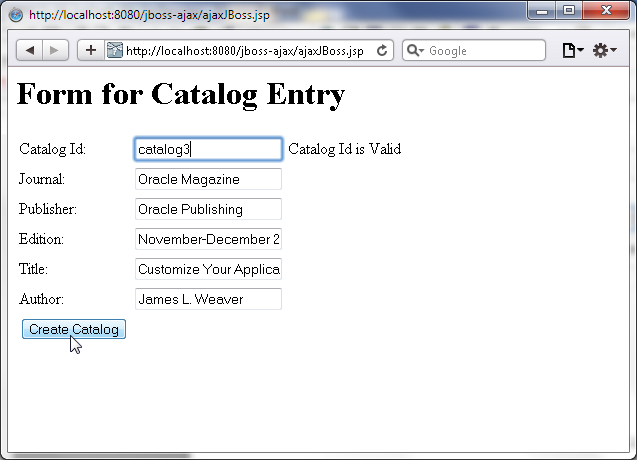 http://localhost:8080/jboss-ajax/ajaxJBoss.jsp
http://localhost:8080/jboss-ajax/ajaxJBoss.jsp Google
Form for Catalog Entry
Catalog Id: catalog3 Catalog Id is Valid
Journal: Oracle Magazine
Publisher: Oracle Publishing
Edition: November-December 2
Title: Customize Your Applica
Author: James L. Weaver
Create Catalog